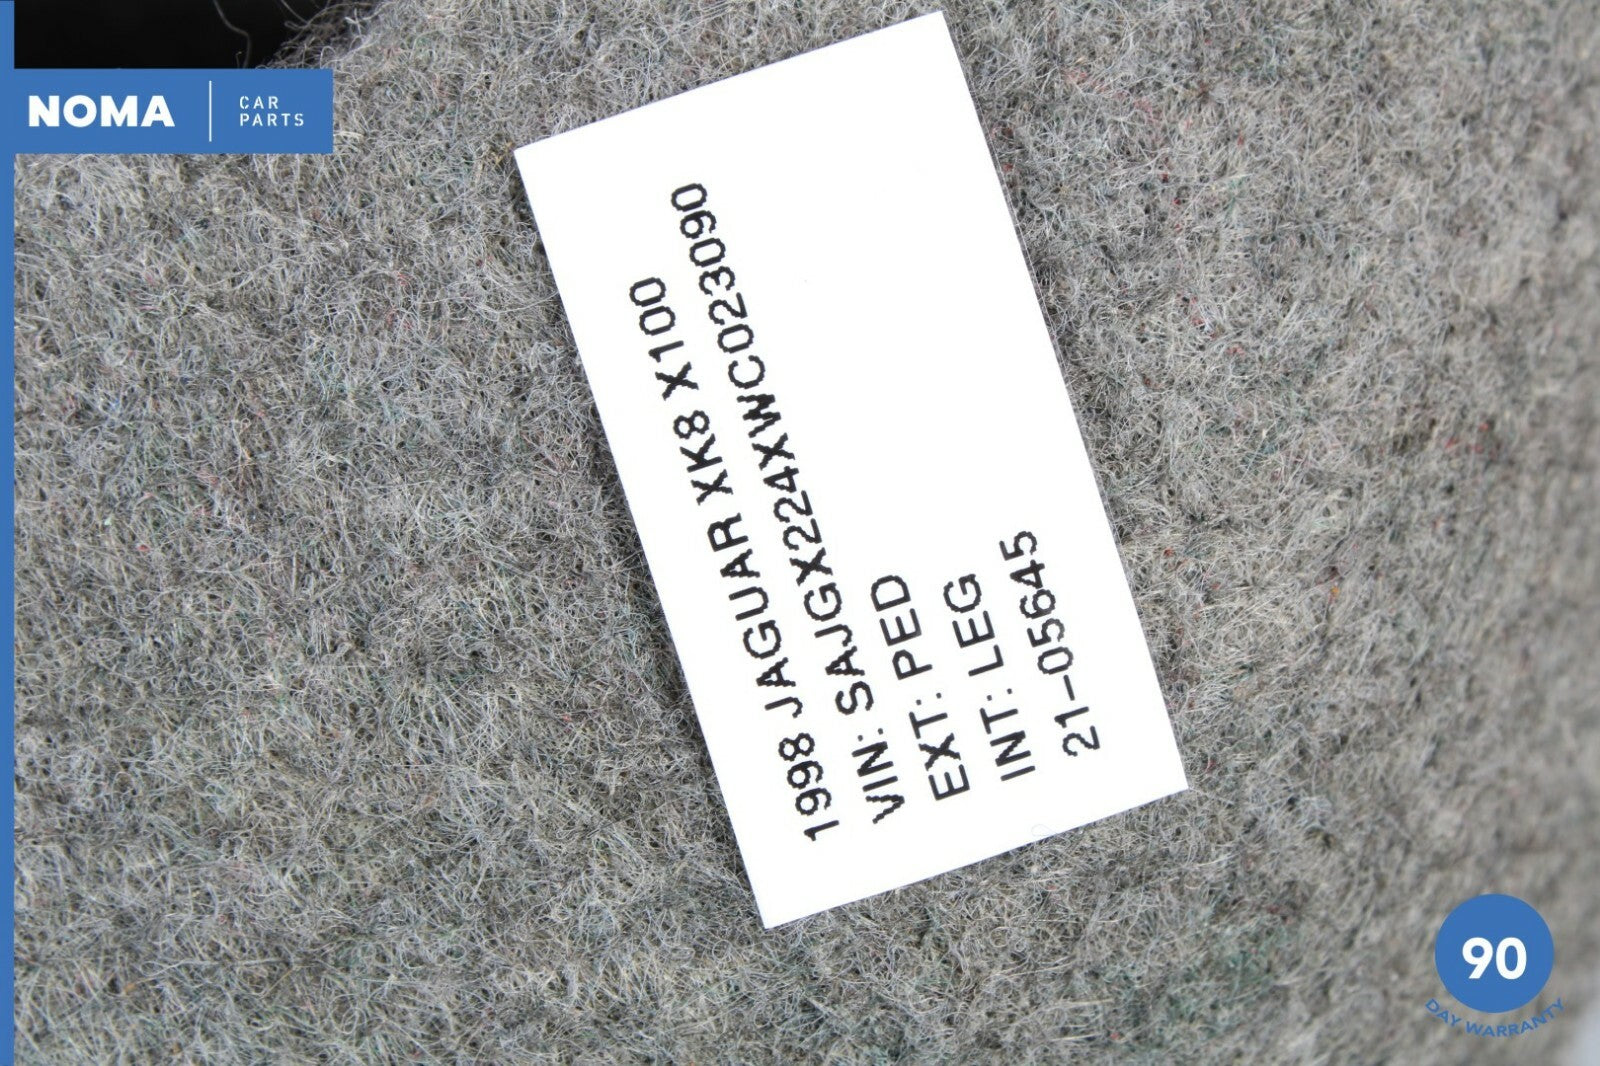 NOMA
CAR
PARTS
1998 JAGUAR XK8 X100
VIN: SAJGX224XWC023090
EXT: PED
INT: LEG
21-05645
90
DAY WARRANTY